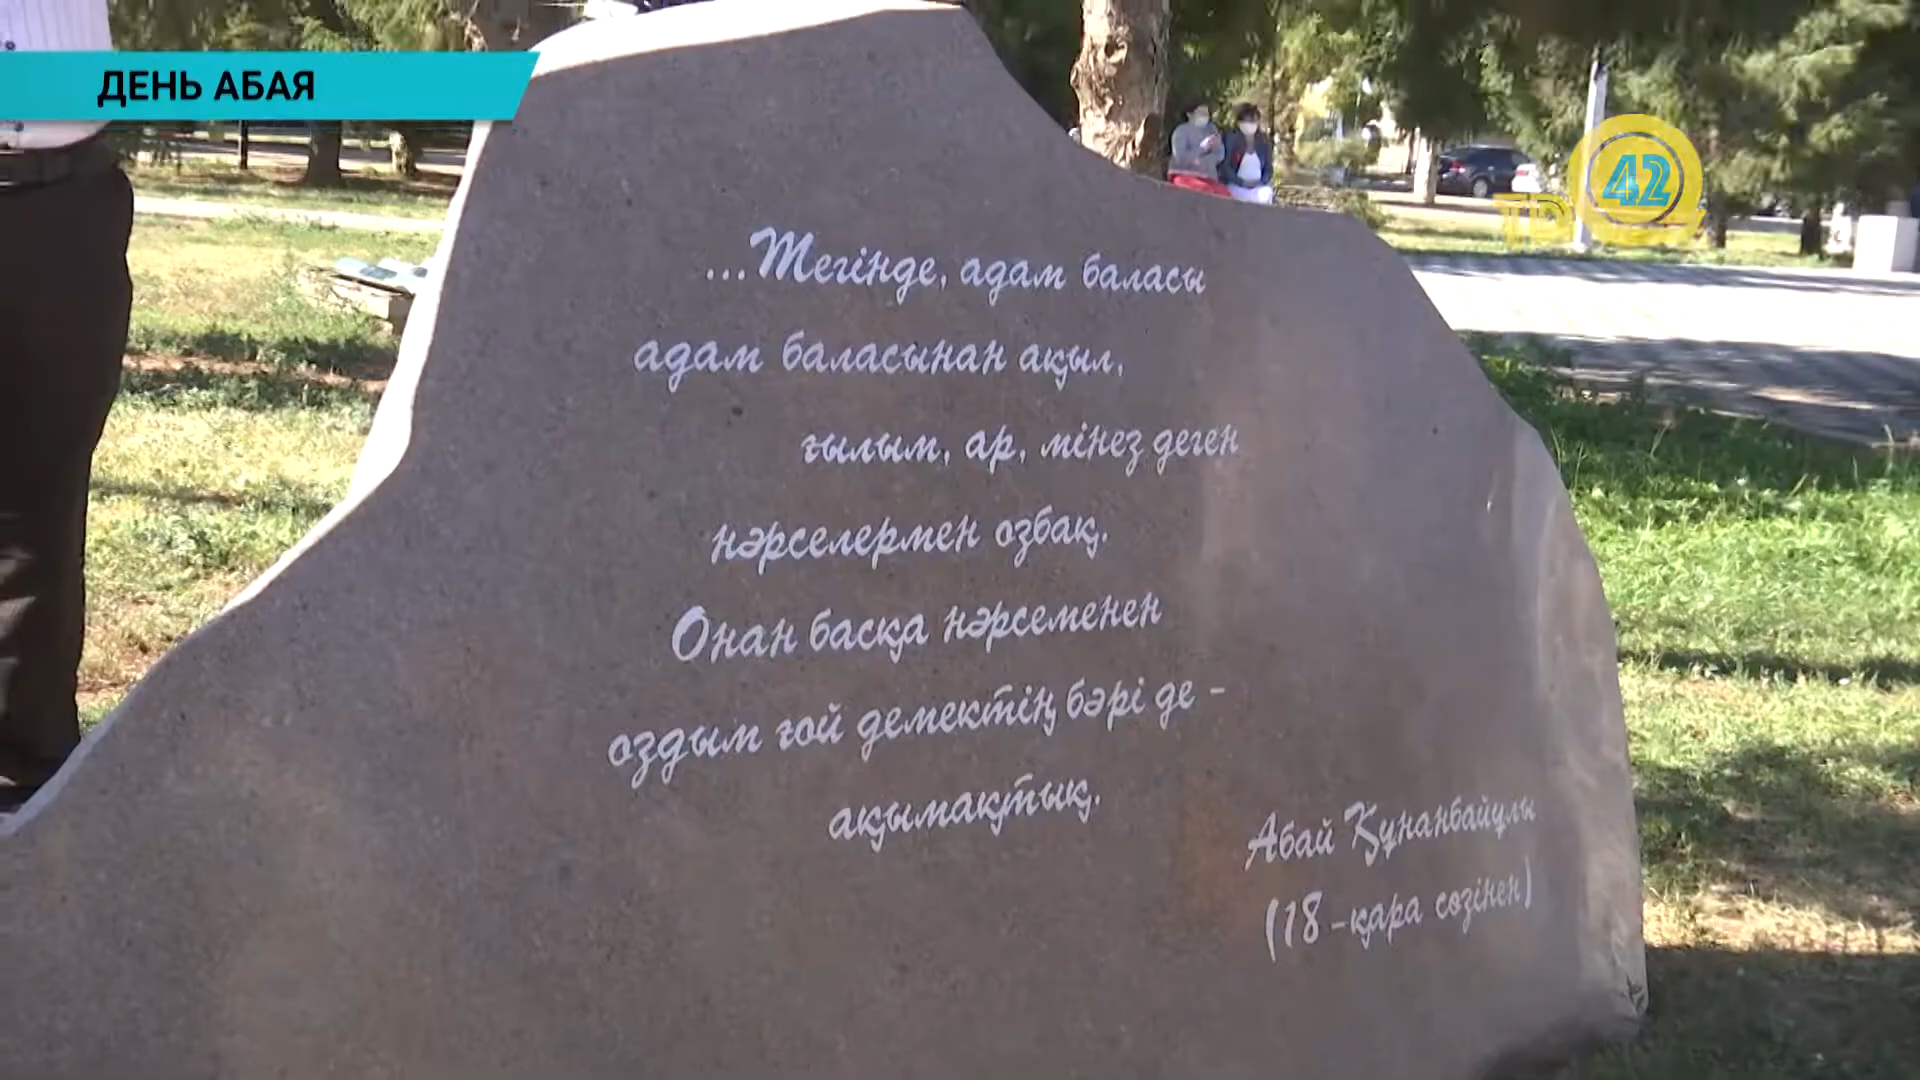 ДЕНЬ АБАЯ
42
...Тегінде, адам баласы
адам баласынан ақыл,
ғылым, ар, мінез деген
нәрселермен озбақ.
Онан басқа нәрсеменен
оздым ғой демектің бәрі де -
ақымақтық.
Абай Құнанбайұлы
(18-қара сөзінен)